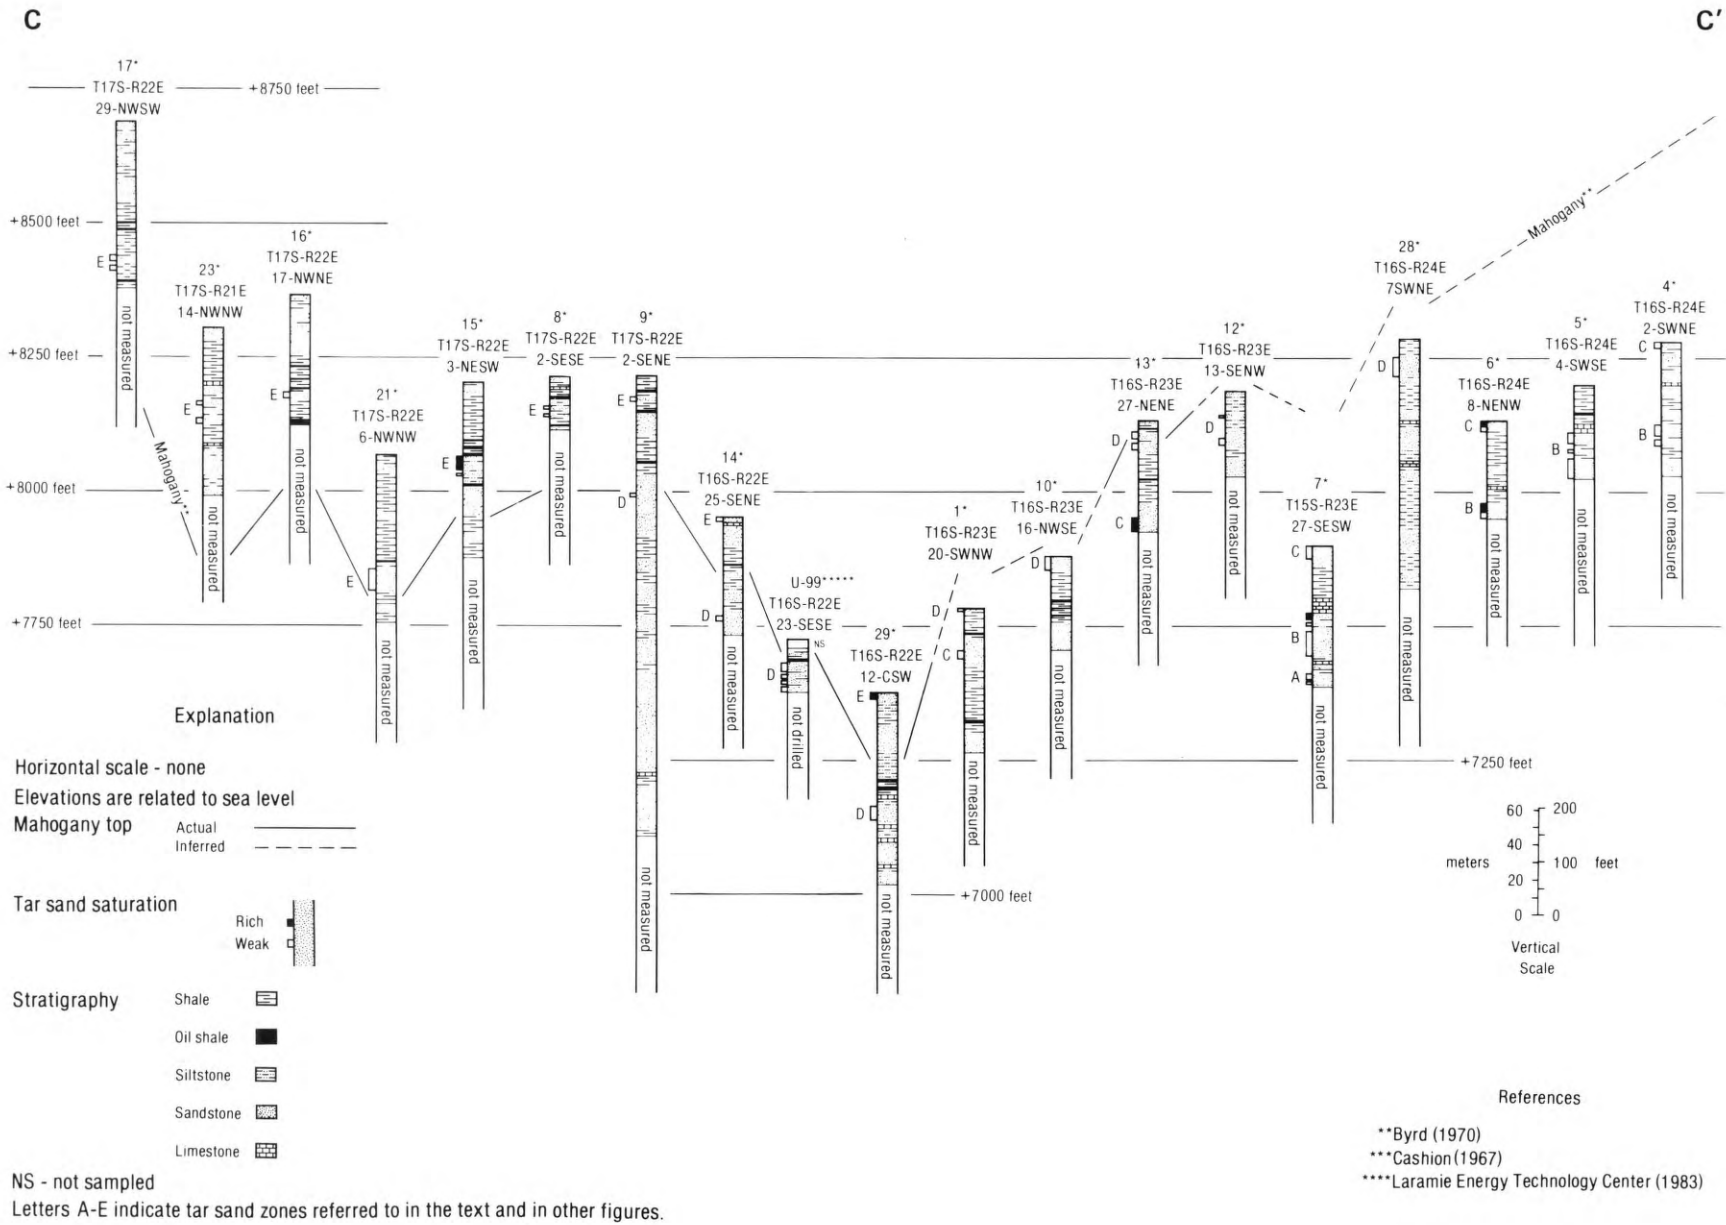 C
C'
17*
T17S-R22E
29-NWSW
+8750 feet
+8500 feet
E
not measured
23*
T17S-R21E
14-NWNW
E
not measured
16*
T17S-R22E
17-NWNE
E
not measured
+8250 feet
Mahogany**
21*
T17S-R22E
6-NWNW
E
not measured
15*
T17S-R22E
3-NESW
E
not measured
8*
T17S-R22E
2-SESE
E
not measured
9*
T17S-R22E
2-SENE
E
D
not measured
+8000 feet
+7750 feet
14*
T16S-R22E
25-SENE
E
D
not measured
U-99*****
T16S-R22E
23-SESE
NS
D
not drilled
29*
T16S-R22E
12-CSW
E
D
not measured
1*
T16S-R23E
20-SWNW
D
C
not measured
10*
T16S-R23E
16-NWSE
D
not measured
13*
T16S-R23E
27-NENE
D
C
not measured
12*
T16S-R23E
13-SENW
D
not measured
7*
T15S-R23E
27-SESW
C
B
A
not measured
28*
T16S-R24E
7SWNE
D
not measured
Mahogany**
6*
T16S-R24E
8-NENW
C
B
not measured
5*
T16S-R24E
4-SWSE
B
not measured
4*
T16S-R24E
2-SWNE
C
B
not measured
+7250 feet
+7000 feet
Explanation
Horizontal scale - none
Elevations are related to sea level
Mahogany top
Actual
Inferred
Tar sand saturation
Rich
Weak
Stratigraphy
Shale
Oil shale
Siltstone
Sandstone
Limestone
NS - not sampled
Letters A-E indicate tar sand zones referred to in the text and in other figures.
60 200
40
meters 100 feet
20
0 0
Vertical
Scale
References
**Byrd (1970)
***Cashion (1967)
****Laramie Energy Technology Center (1983)